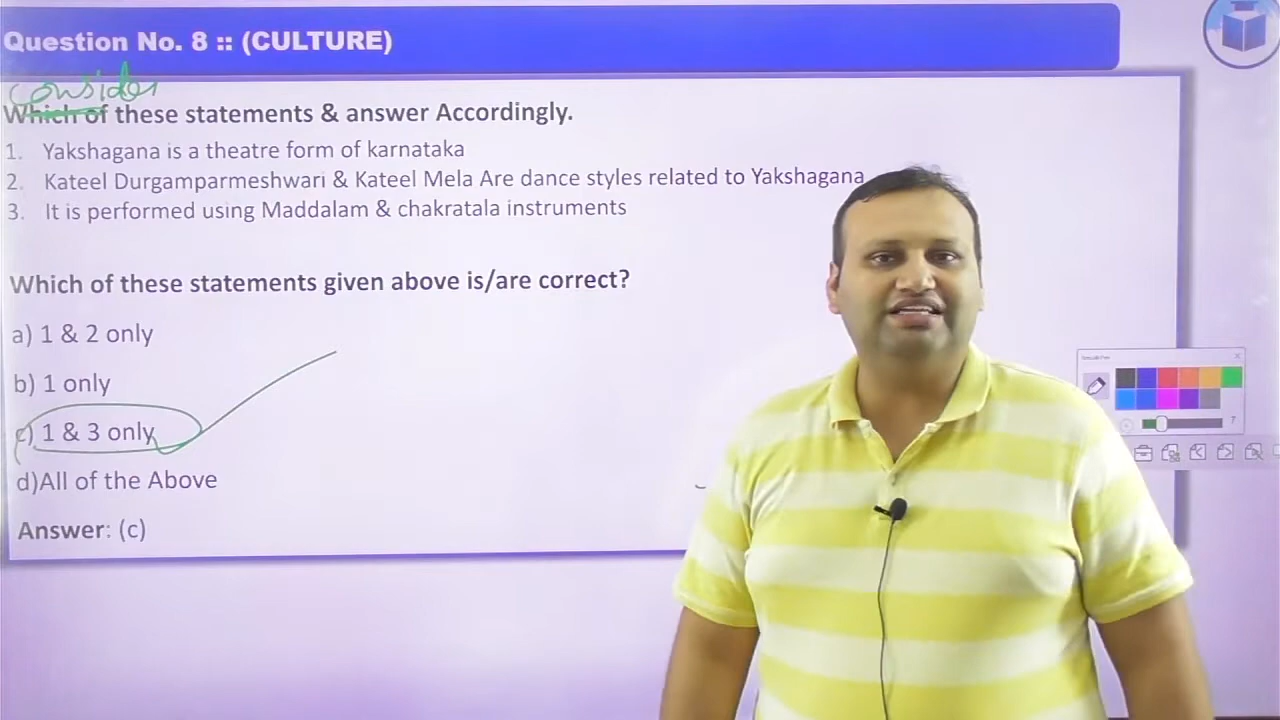 Question No. 8 :: (CULTURE)
Consider
Which of these statements & answer Accordingly.
1. Yakshagana is a theatre form of karnataka
2. Kateel Durgamparmeshwari & Kateel Mela Are dance styles related to Yakshagana
3. It is performed using Maddalam & chakratala instruments
Which of these statements given above is/are correct?
a) 1 & 2 only
b) 1 only
c) 1 & 3 only
d)All of the Above
Answer: (c)
7